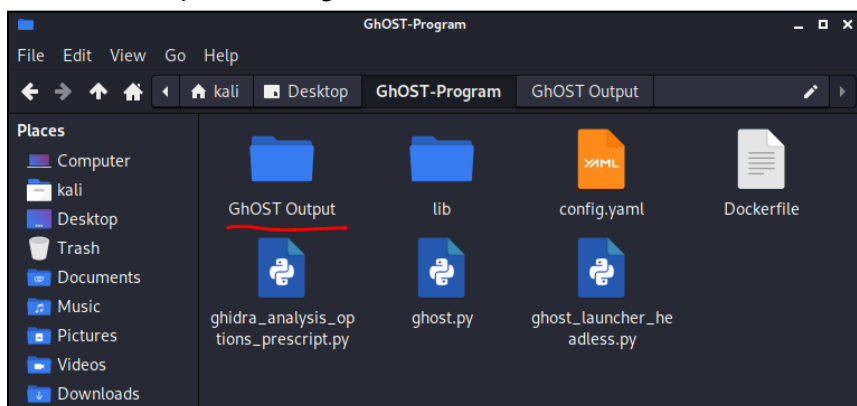 GhOST-Program
File Edit View Go Help
kali Desktop GhOST-Program GhOST Output
Places
Computer
kali
Desktop
Trash
Documents
Music
Pictures
Videos
Downloads
YAML
GhOST Output lib config.yaml Dockerfile
ghidra_analysis_op
tions_prescript.py
ghost.py
ghost_launcher_he
adless.py